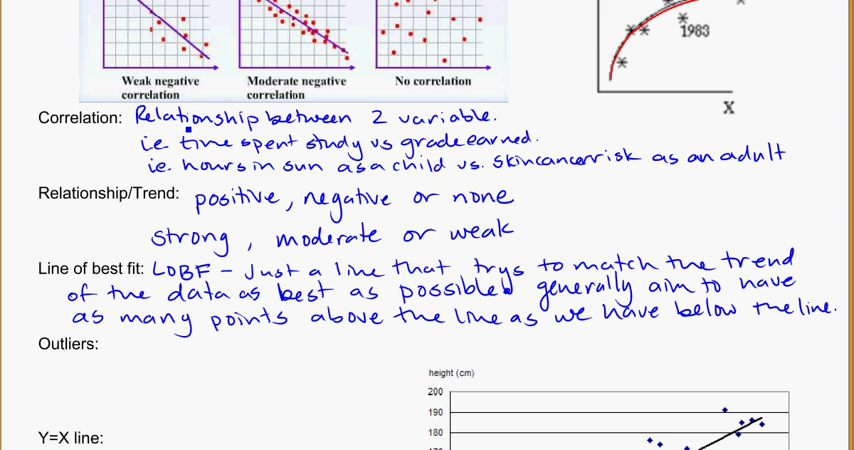 Weak negative
correlation
Moderate negative
correlation
No correlation
1983
X
Correlation: Relationship between 2 variable.
i.e. time spent study vs grade earned.
i.e. hours in sun as a child vs. skin cancer risk as an adult
Relationship/Trend: positive, negative or none
strong, moderate or weak
Line of best fit: LOBF - Just a line that trys to match the trend
of the data as best as possible generally aim to have
as many points above the line as we have below the line.
Outliers:
height (cm)
200
190
180
Y=X line: